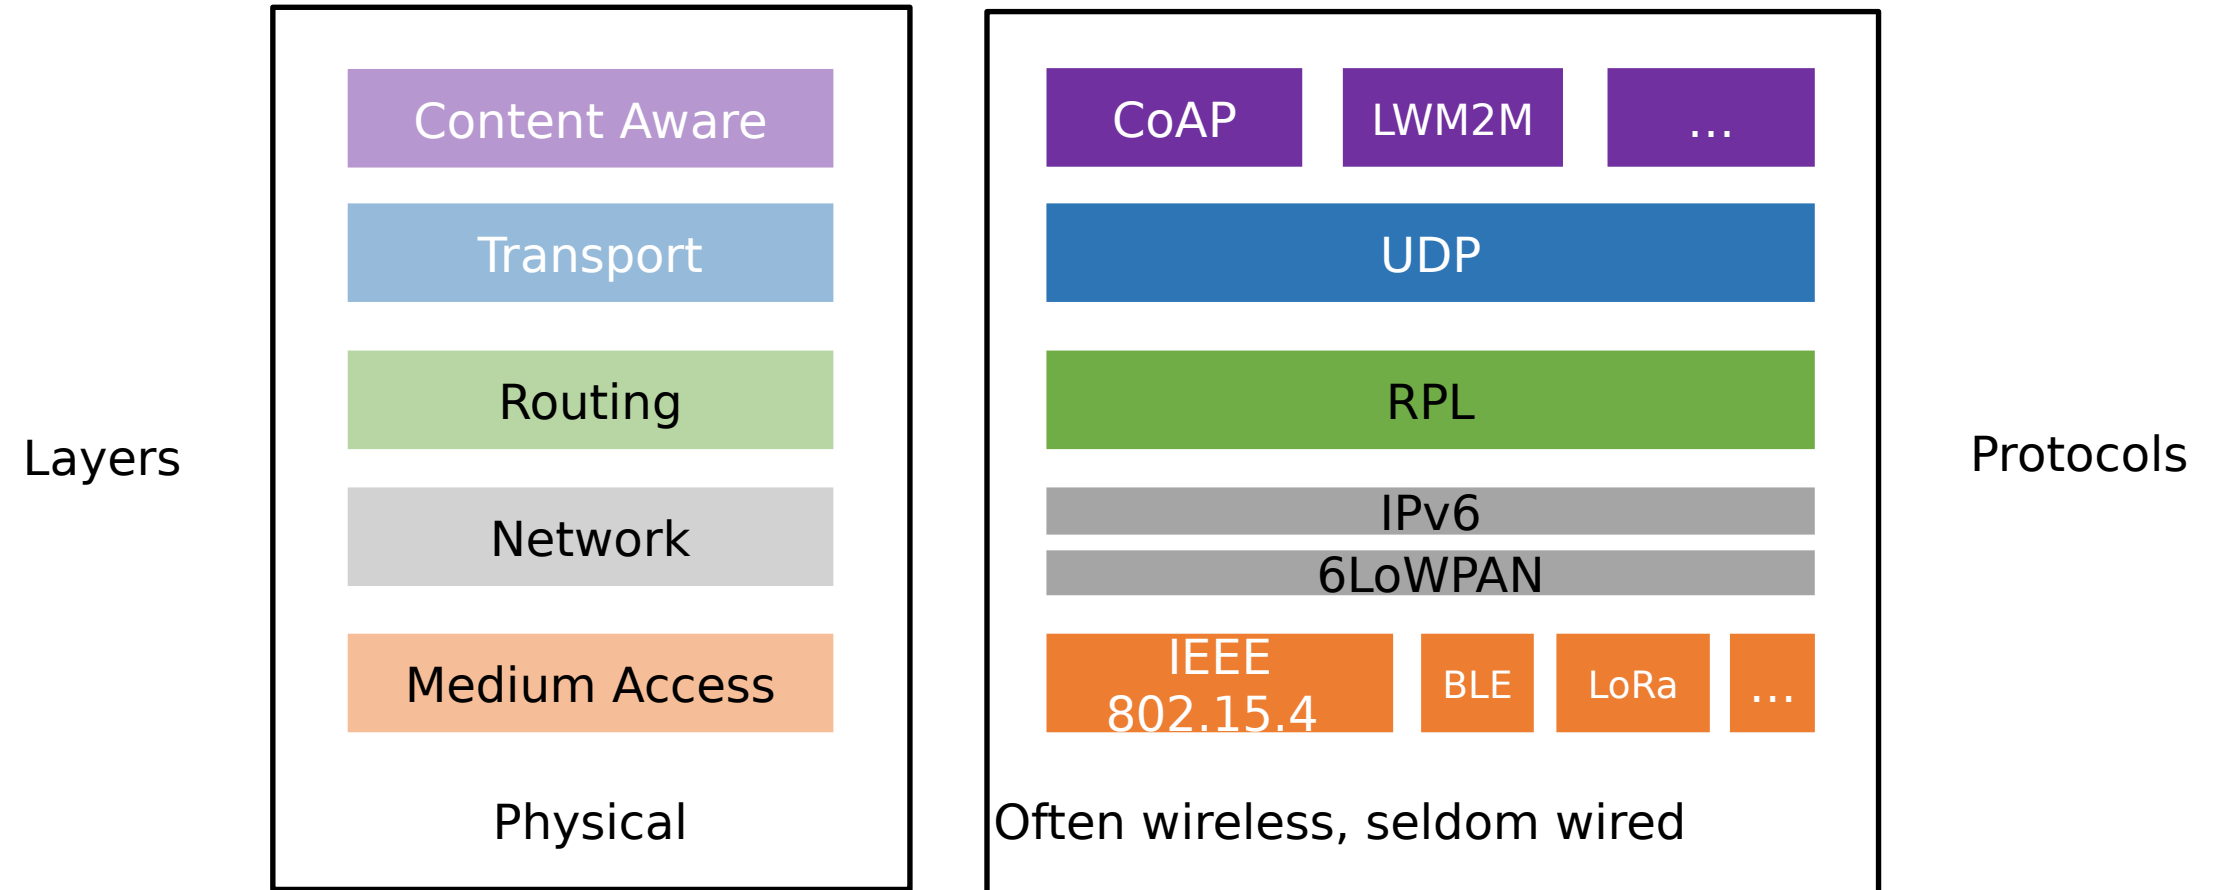 Layers
Content Aware
Transport
Routing
Network
Medium Access
Physical
CoAP
LWM2M
...
UDP
RPL
IPv6
6LoWPAN
IEEE
802.15.4
BLE
LoRa
...
Often wireless, seldom wired
Protocols